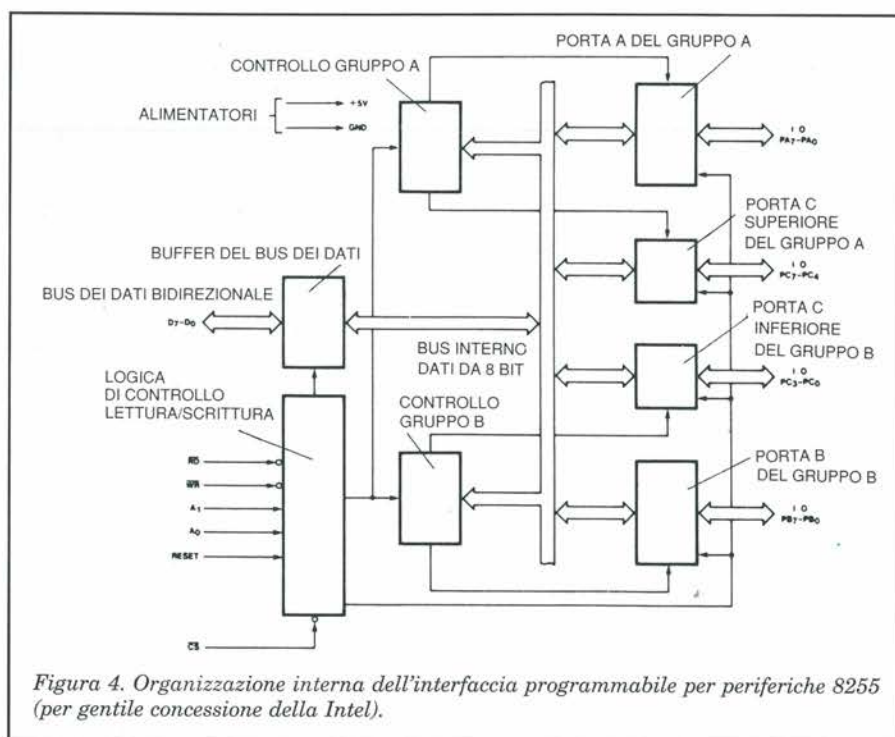 PORTA A DEL GRUPPO A
CONTROLLO GRUPPO A
ALIMENTATORI
+5V
GND
I O
PA7-PA0
PORTA C
SUPERIORE
DEL GRUPPO A
I O
PC7-PC4
BUFFER DEL BUS DEI DATI
BUS DEI DATI BIDIREZIONALE
D7-D0
BUS INTERNO
DATI DA 8 BIT
PORTA C
INFERIORE
DEL GRUPPO B
I O
PC3-PC0
LOGICA
DI CONTROLLO
LETTURA/SCRITTURA
CONTROLLO
GRUPPO B
PORTA B
DEL GRUPPO B
I O
PB7-PB0
RD
WR
A1
A0
RESET
CS
Figura 4. Organizzazione interna dell'interfaccia programmabile per periferiche 8255
(per gentile concessione della Intel).